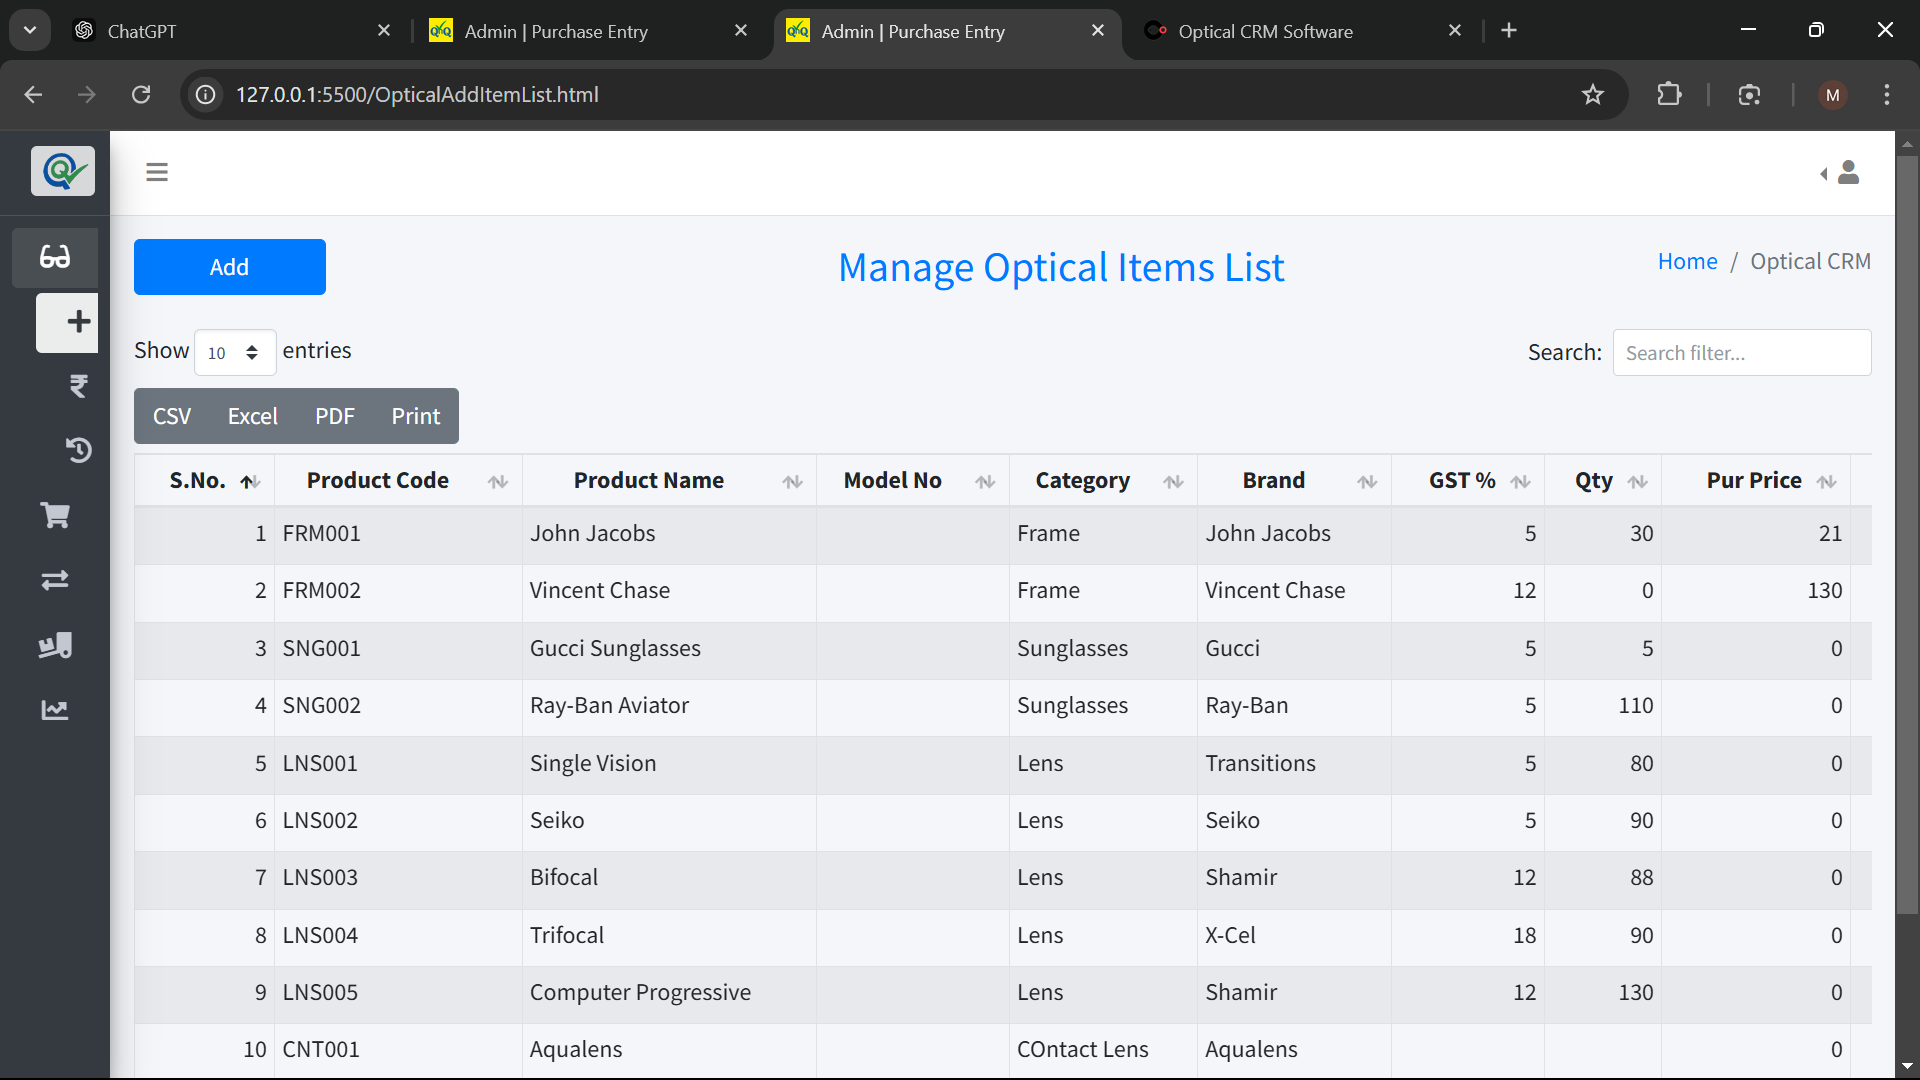 ChatGPT
Admin | Purchase Entry
Admin | Purchase Entry
Optical CRM Software
127.0.0.1:5500/OpticalAddItemList.html
M
Add
Manage Optical Items List
Home / Optical CRM
Show 10 entries
Search: Search filter...
CSV Excel PDF Print
S.No. Product Code Product Name Model No Category Brand GST % Qty Pur Price
1 FRM001 John Jacobs Frame John Jacobs 5 30 21
2 FRM002 Vincent Chase Frame Vincent Chase 12 0 130
3 SNG001 Gucci Sunglasses Sunglasses Gucci 5 5 0
4 SNG002 Ray-Ban Aviator Sunglasses Ray-Ban 5 110 0
5 LNS001 Single Vision Lens Transitions 5 80 0
6 LNS002 Seiko Lens Seiko 5 90 0
7 LNS003 Bifocal Lens Shamir 12 88 0
8 LNS004 Trifocal Lens X-Cel 18 90 0
9 LNS005 Computer Progressive Lens Shamir 12 130 0
10 CNT001 Aqualens COntact Lens Aqualens 0